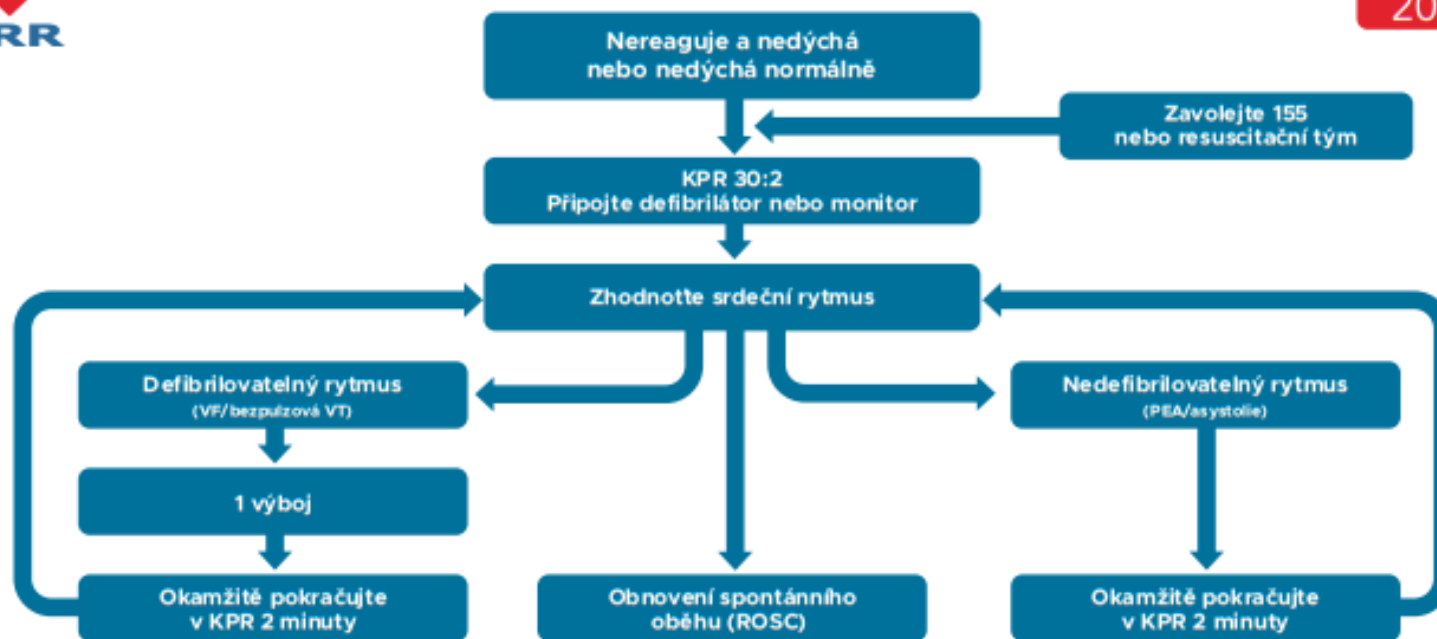 RR
20
Nereaguje a nedýchá
nebo nedýchá normálně
Zavolejte 155
nebo resuscitační tým
KPR 30:2
Připojte defibrilátor nebo monitor
Zhodnoťte srdeční rytmus
Defibrilovatelný rytmus
(VF/bezpulzová VT)
Nedefibrilovatelný rytmus
(PEA/asystolie)
1 výboj
Okamžitě pokračujte
v KPR 2 minuty
Obnovení spontánního
oběhu (ROSC)
Okamžitě pokračujte
v KPR 2 minuty